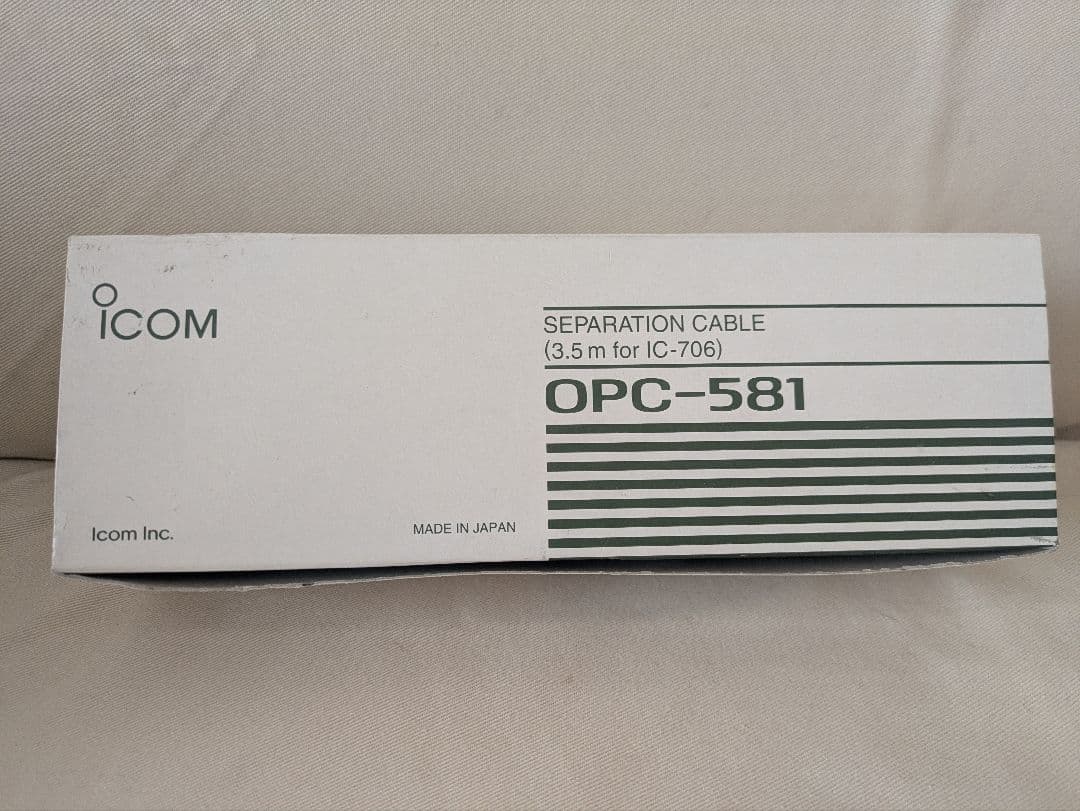 ICOM
SEPARATION CABLE
(3.5 m for IC-706)
OPC-581
Icom Inc.
MADE IN JAPAN